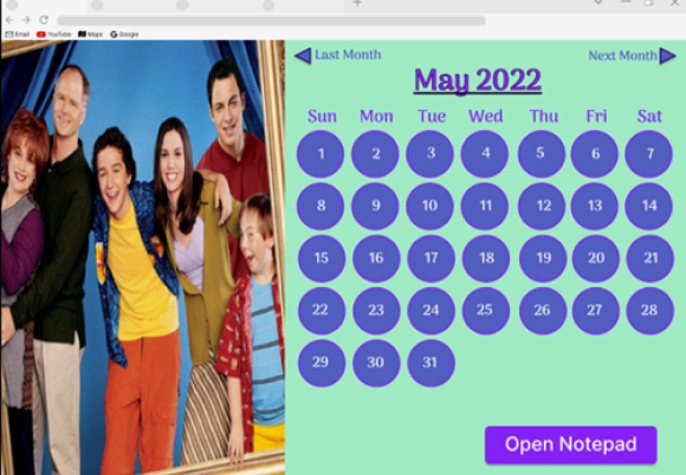 Email YouTube Maps Google
Last Month Next Month
May 2022
Sun Mon Tue Wed Thu Fri Sat
1 2 3 4 5 6 7
8 9 10 11 12 13 14
15 16 17 18 19 20 21
22 23 24 25 26 27 28
29 30 31
Open Notepad